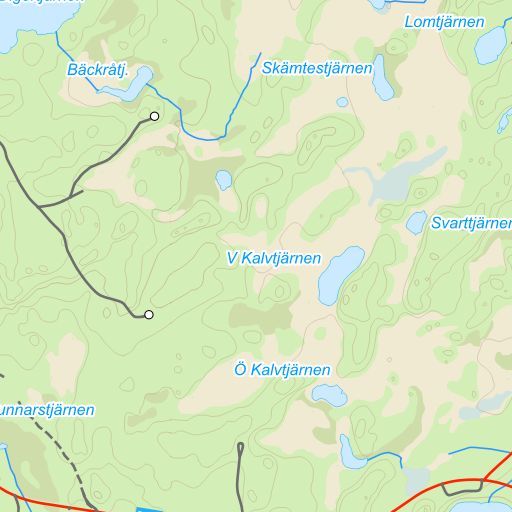 Lomtjärnen
Bäckråtj.
Skämtestjärnen
Svarttjärnen
V Kalvtjärnen
Ö Kalvtjärnen
unnarstjärnen